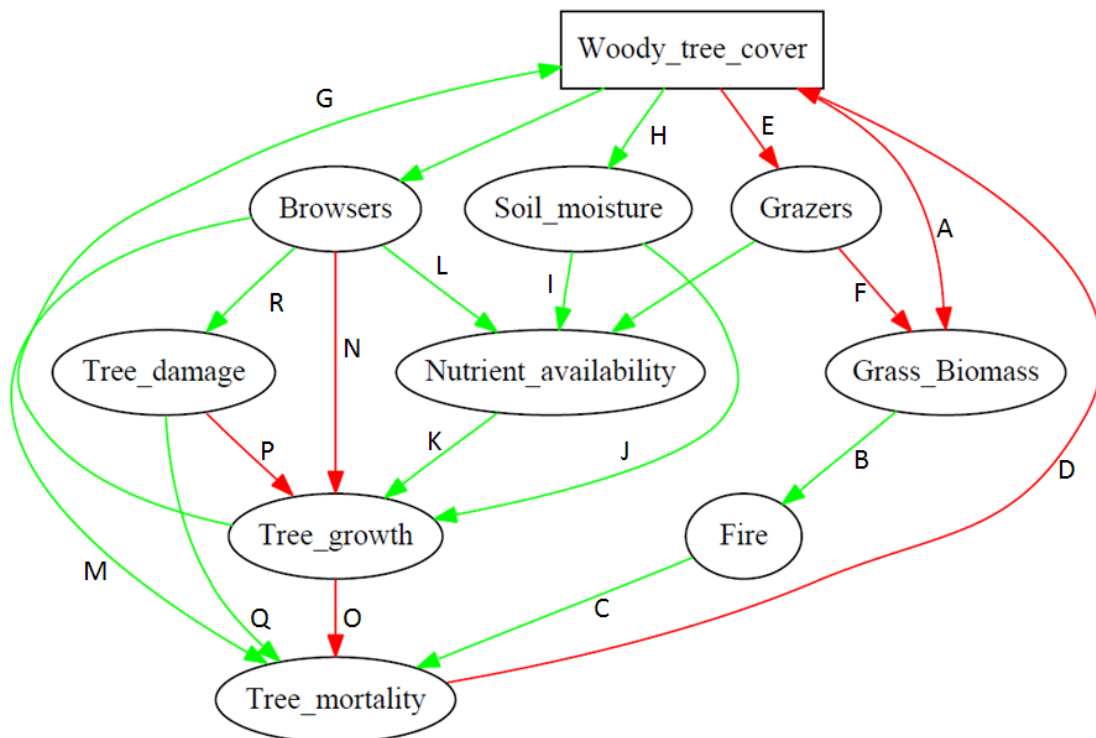 Woody_tree_cover
G
H
E
Browsers
Soil_moisture
Grazers
A
L
I
R
F
N
Tree_damage
Nutrient_availability
Grass_Biomass
P
K
J
B
D
Tree_growth
Fire
M
Q
O
C
Tree_mortality